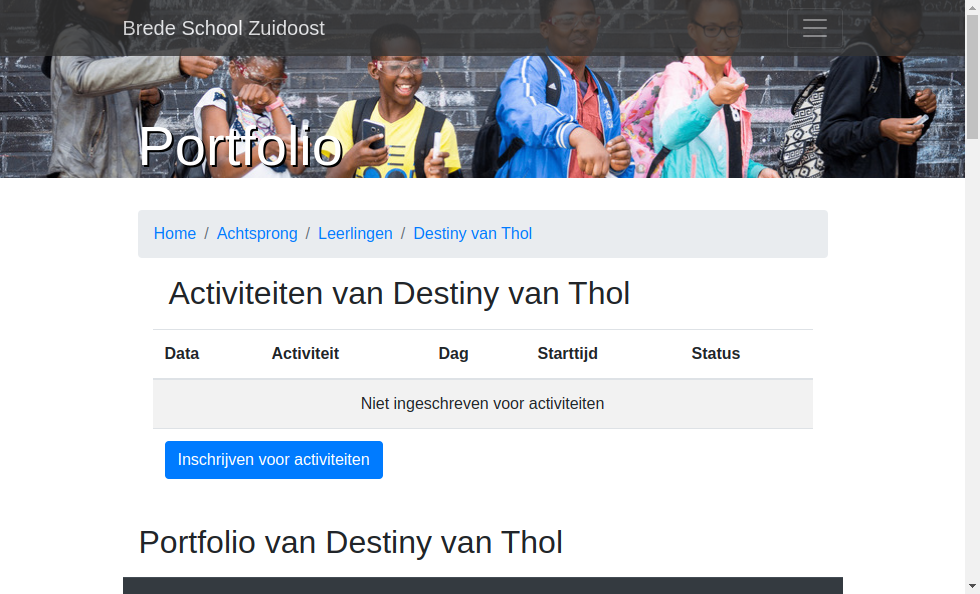 Brede School Zuidoost
Portfolio
Home / Achtsprong / Leerlingen / Destiny van Thol
Activiteiten van Destiny van Thol
Data Activiteit Dag Starttijd Status
Niet ingeschreven voor activiteiten
Inschrijven voor activiteiten
Portfolio van Destiny van Thol